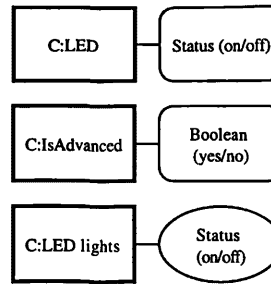 C:LED
Status (on/off)
C:IsAdvanced
Boolean
(yes/no)
C:LED lights
Status
(on/off)